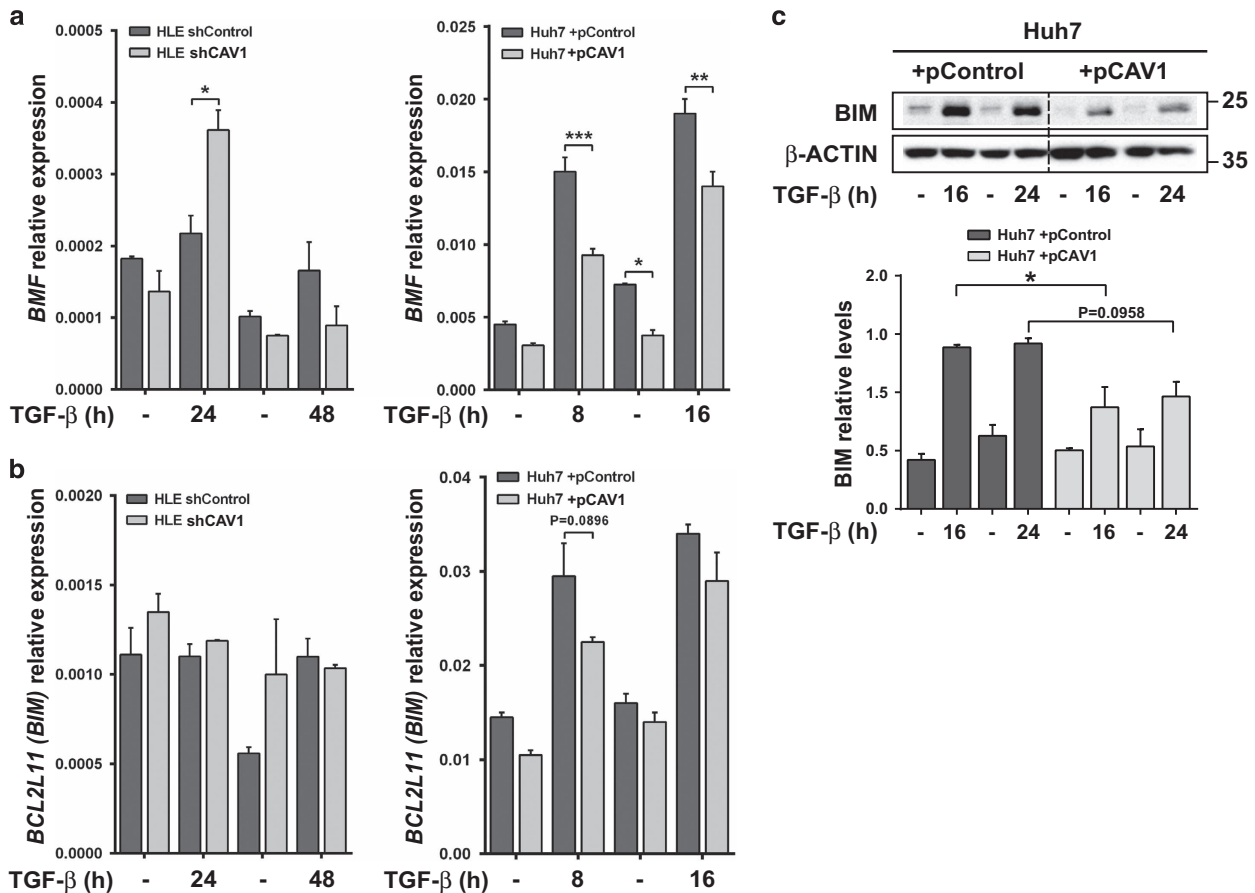 a
HLE shControl
HLE shCAV1
BMF relative expression
0.0005
0.0004
0.0003
0.0002
0.0001
0.0000
*
TGF-β (h)
- 24 - 48
Huh7 +pControl
Huh7 +pCAV1
BMF relative expression
0.025
0.020
0.015
0.010
0.005
0.000
***
*
**
- 8 - 16
b
HLE shControl
HLE shCAV1
BCL2L11 (BIM) relative expression
0.0020
0.0015
0.0010
0.0005
0.0000
TGF-β (h)
- 24 - 48
Huh7 +pControl
Huh7 +pCAV1
BCL2L11 (BIM) relative expression
0.04
0.03
0.02
0.01
0.00
P=0.0896
TGF-β (h)
- 8 - 16
c
Huh7
+pControl +pCAV1
BIM
25
β-ACTIN
35
TGF-β (h) - 16 - 24 - 16 - 24
Huh7 +pControl
Huh7 +pCAV1
BIM relative levels
2.0
1.0
1.5
0.5
0.0
*
P=0.0958
TGF-β (h) - 16 - 24 - 16 - 24